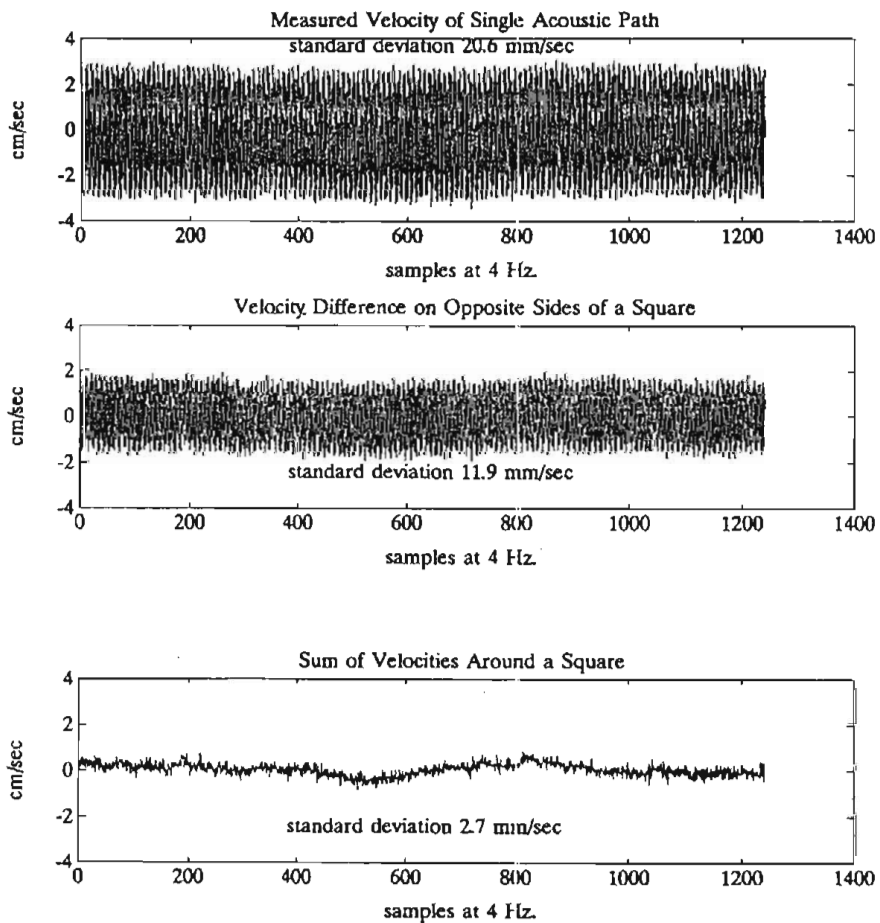 Measured Velocity of Single Acoustic Path
standard deviation 20.6 mm/sec
4
2
0
-2
-4
cm/sec
0 200 400 600 800 1000 1200 1400
samples at 4 Hz.
Velocity Difference on Opposite Sides of a Square
4
2
0
-2
-4
cm/sec
standard deviation 11.9 mm/sec
0 200 400 600 800 1000 1200 1400
samples at 4 Hz.
Sum of Velocities Around a Square
4
2
0
-2
-4
cm/sec
standard deviation 2.7 mm/sec
0 200 400 600 800 1000 1200 1400
samples at 4 Hz.